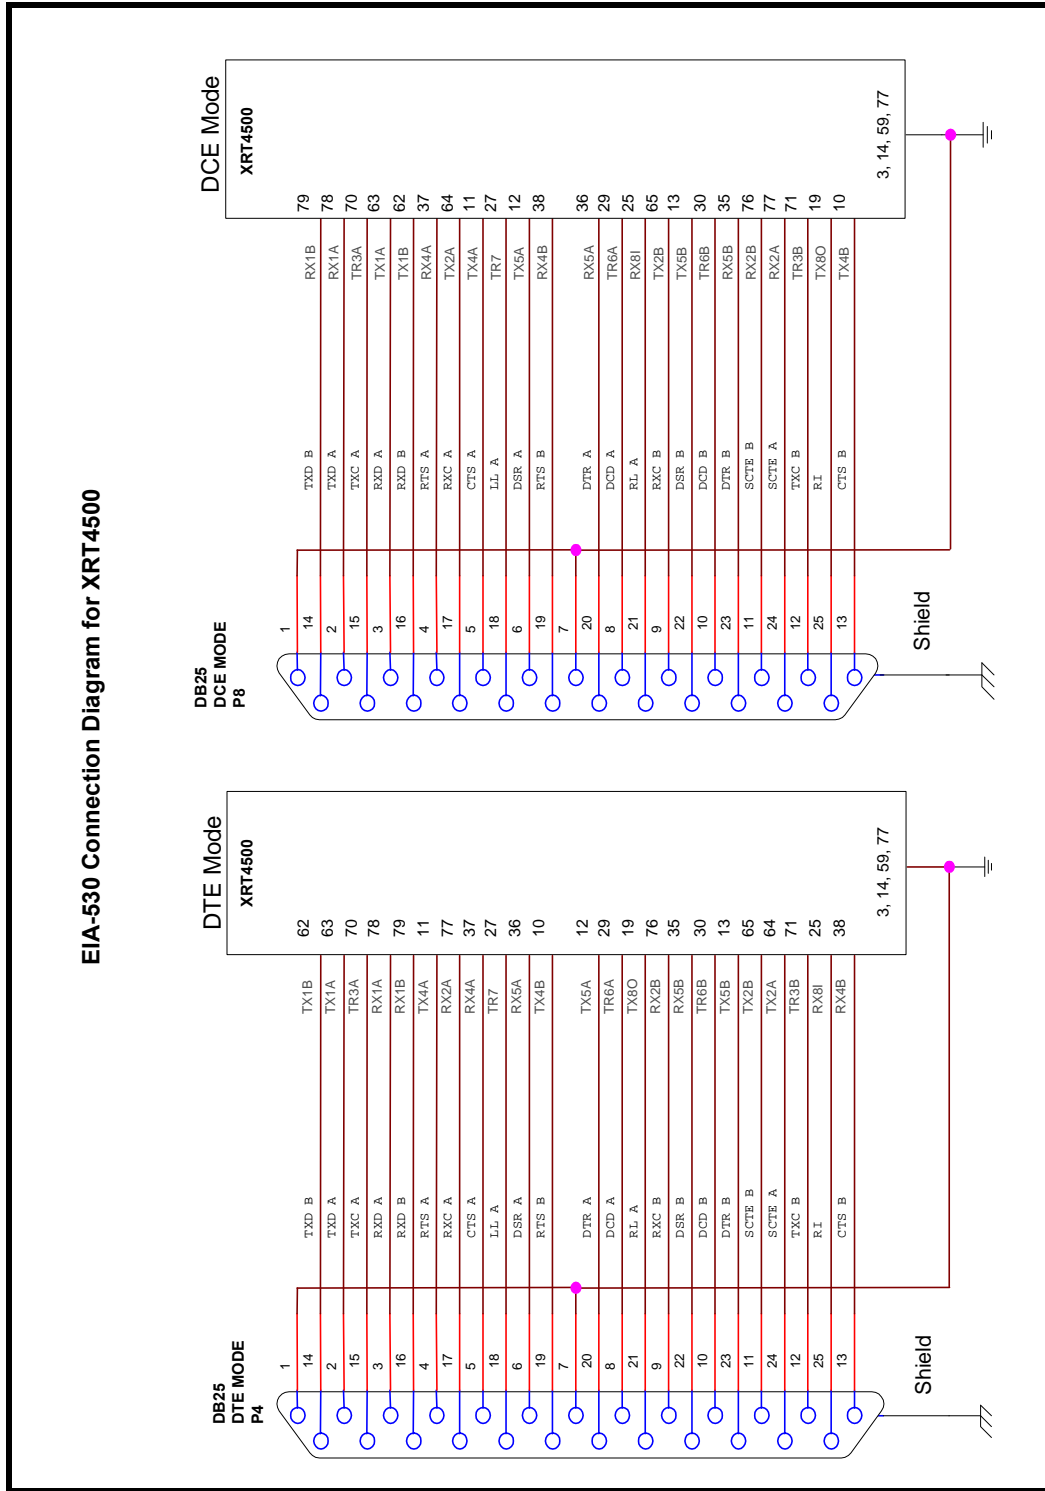 EIA-530 Connection Diagram for XRT4500
DB25
DCE MODE
P8
DCE Mode
XRT4500
1
14 TXD B RX1B 79
2 TXD A RX1A 78
15 TXC A TR3A 70
3 RXD A TX1A 63
16 RXD B TX1B 62
4 RTS A RX4A 37
17 RXC A TX2A 64
5 CTS A TX4A 11
18 LL A TR7 27
6 DSR A TX5A 12
19 RTS B RX4B 38
7
20 DTR A RX5A 36
8 DCD A TR6A 29
21 RL A RX8I 25
9 RXC B TX2B 65
22 DSR B TX5B 13
10 DCD B TR6B 30
23 DTR B RX5B 35
11 SCTE B RX2B 76
24 SCTE A RX2A 77
12 TXC B TR3B 71
25 RI TX8O 19
13 CTS B TX4B 10
3, 14, 59, 77
Shield
DB25
DTE MODE
P4
DTE Mode
XRT4500
1
14 TXD B TX1B 62
2 TXD A TX1A 63
15 TXC A TR3A 70
3 RXD A RX1A 78
16 RXD B RX1B 79
4 RTS A TX4A 11
17 RXC A RX2A 77
5 CTS A RX4A 37
18 LL A TR7 27
6 DSR A RX5A 36
19 RTS B TX4B 10
7
20 DTR A TX5A 12
8 DCD A TR6A 29
21 RL A TX8O 19
9 RXC B RX2B 76
22 DSR B RX5B 35
10 DCD B TR6B 30
23 DTR B TX5B 13
11 SCTE B TX2B 65
24 SCTE A TX2A 64
12 TXC B TR3B 71
25 RI RX8I 25
13 CTS B RX4B 38
3, 14, 59, 77
Shield